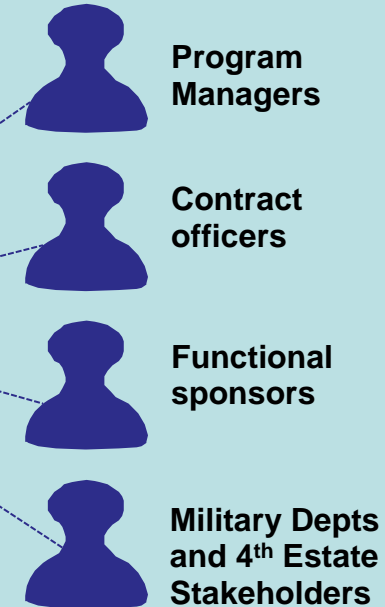 Program
Managers
Contract
officers
Functional
sponsors
Military Depts
and 4th Estate
Stakeholders